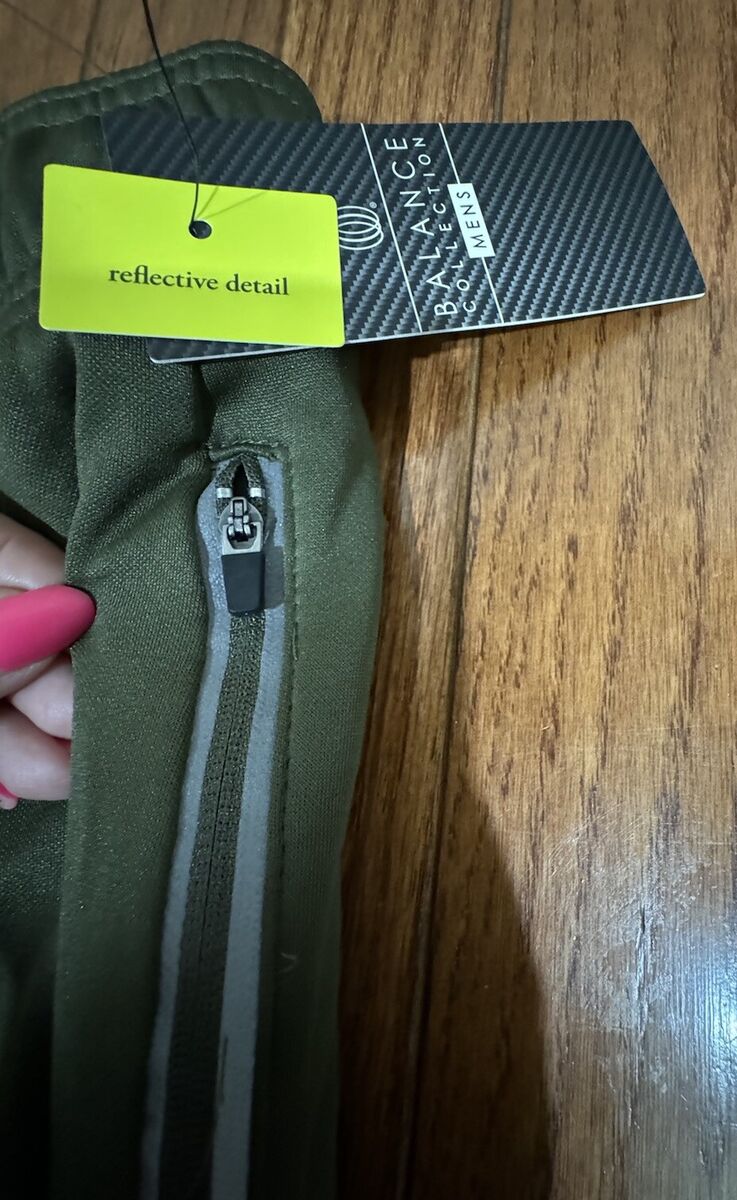 reflective detail
®
BALANCE
COLLECTION
MENS